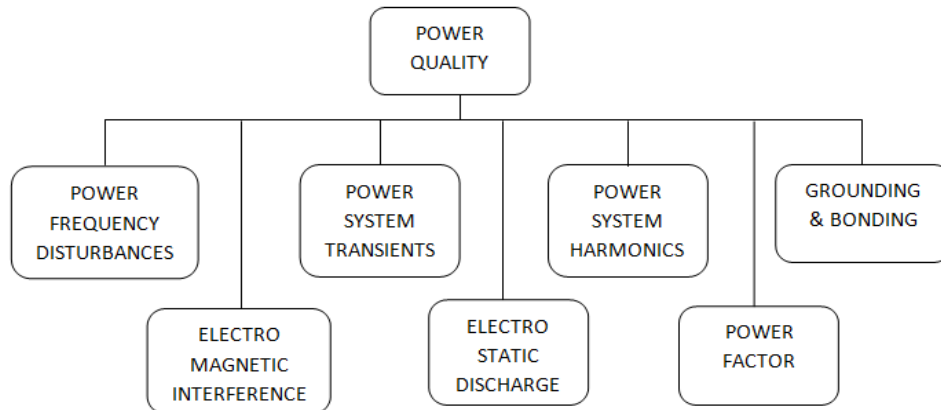 POWER
QUALITY
POWER
FREQUENCY
DISTURBANCES
POWER
SYSTEM
TRANSIENTS
POWER
SYSTEM
HARMONICS
GROUNDING
& BONDING
ELECTRO
MAGNETIC
INTERFERENCE
ELECTRO
STATIC
DISCHARGE
POWER
FACTOR